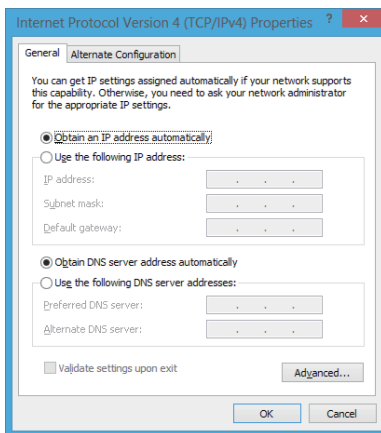 Internet Protocol Version 4 (TCP/IPv4) Properties ? ×
General Alternate Configuration
You can get IP settings assigned automatically if your network supports
this capability. Otherwise, you need to ask your network administrator
for the appropriate IP settings.
Obtain an IP address automatically
Use the following IP address:
IP address:
Subnet mask:
Default gateway:
Obtain DNS server address automatically
Use the following DNS server addresses:
Preferred DNS server:
Alternate DNS server:
Validate settings upon exit
Advanced...
OK Cancel